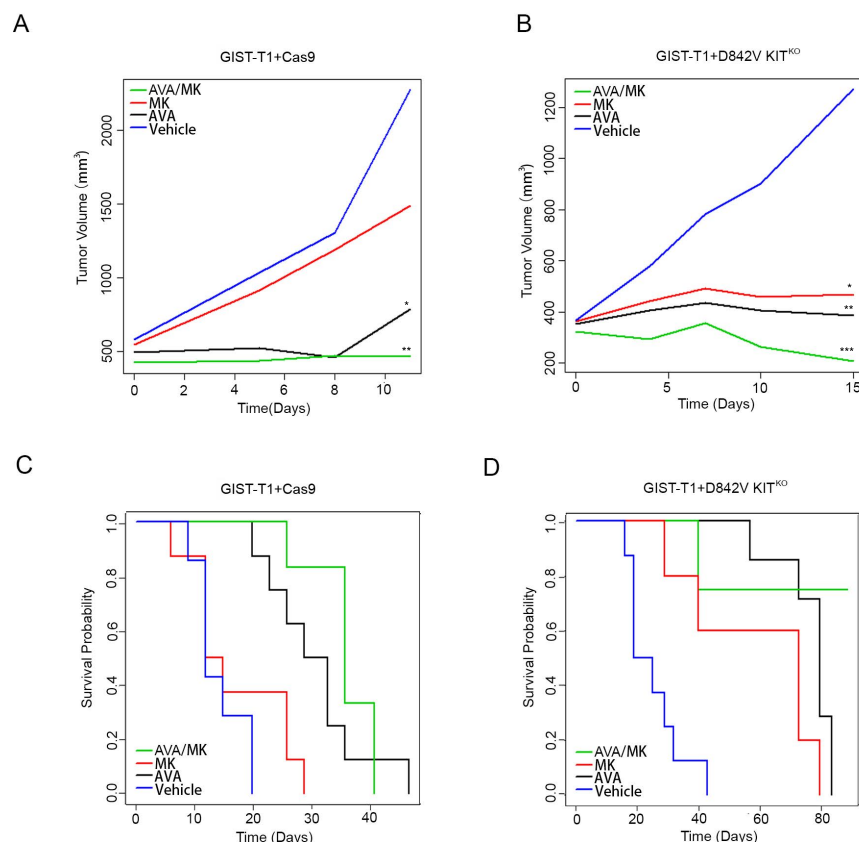 A
GIST-T1+Cas9
AVA/MK
MK
AVA
Vehicle
Tumor Volume (mm³)
500
1000
1500
2000
*
**
0
2
4
6
8
10
Time(Days)
B
GIST-T1+D842V KITᴷᴼ
AVA/MK
MK
AVA
Vehicle
Tumor Volume (mm³)
200
400
600
800
1000
1200
*
**
***
0
5
10
15
Time (Days)
C
GIST-T1+Cas9
Survival Probability
0.0
0.2
0.4
0.6
0.8
1.0
AVA/MK
MK
AVA
Vehicle
0
10
20
30
40
Time (Days)
D
GIST-T1+D842V KITᴷᴼ
Survival Probability
0.0
0.2
0.4
0.6
0.8
1.0
AVA/MK
MK
AVA
Vehicle
0
20
40
60
80
Time (Days)